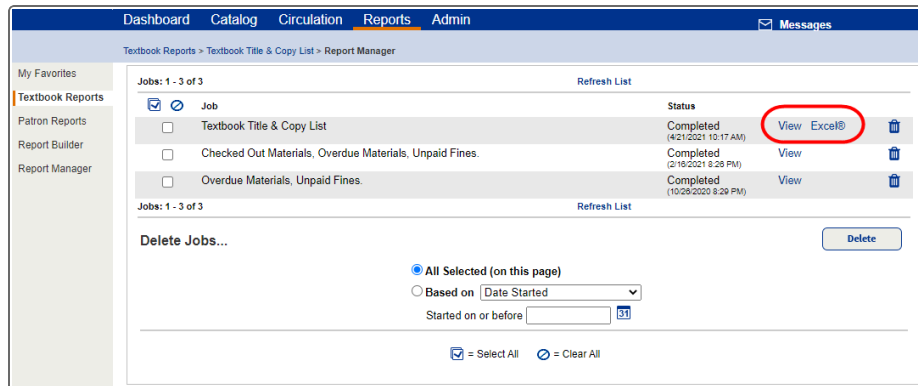 Dashboard Catalog Circulation Reports Admin Messages
Textbook Reports > Textbook Title & Copy List > Report Manager
My Favorites
Textbook Reports
Patron Reports
Report Builder
Report Manager
Jobs: 1 - 3 of 3 Refresh List
Job Status
Textbook Title & Copy List Completed View Excel®
(4/21/2021 10:17 AM)
Checked Out Materials, Overdue Materials, Unpaid Fines. Completed View
(2/16/2021 8:26 PM)
Overdue Materials, Unpaid Fines. Completed View
(10/26/2020 8:29 PM)
Jobs: 1 - 3 of 3 Refresh List
Delete Jobs... Delete
All Selected (on this page)
Based on Date Started
Started on or before 31
= Select All = Clear All